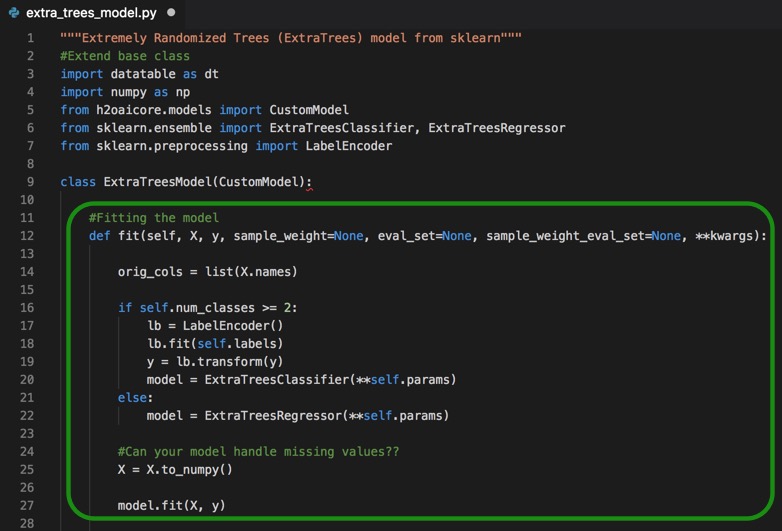 extra_trees_model.py
1 """Extremely Randomized Trees (ExtraTrees) model from sklearn"""
2 #Extend base class
3 import datatable as dt
4 import numpy as np
5 from h2oaicore.models import CustomModel
6 from sklearn.ensemble import ExtraTreesClassifier, ExtraTreesRegressor
7 from sklearn.preprocessing import LabelEncoder
8
9 class ExtraTreesModel(CustomModel):
10
11 #Fitting the model
12 def fit(self, X, y, sample_weight=None, eval_set=None, sample_weight_eval_set=None, **kwargs):
13
14 orig_cols = list(X.names)
15
16 if self.num_classes >= 2:
17 lb = LabelEncoder()
18 lb.fit(self.labels)
19 y = lb.transform(y)
20 model = ExtraTreesClassifier(**self.params)
21 else:
22 model = ExtraTreesRegressor(**self.params)
23
24 #Can your model handle missing values??
25 X = X.to_numpy()
26
27 model.fit(X, y)
28